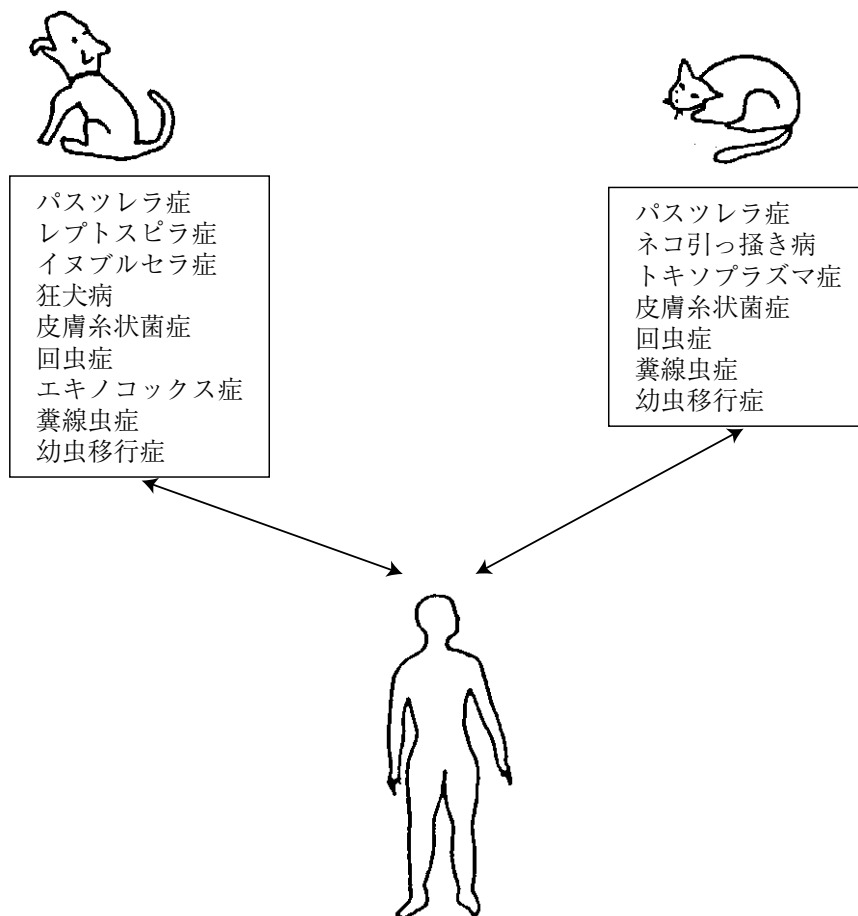 パスツレラ症
レプトスピラ症
イヌブルセラ症
狂犬病
皮膚糸状菌症
回虫症
エキノコックス症
糞線虫症
幼虫移行症
パスツレラ症
ネコ引っ掻き病
トキソプラズマ症
皮膚糸状菌症
回虫症
糞線虫症
幼虫移行症